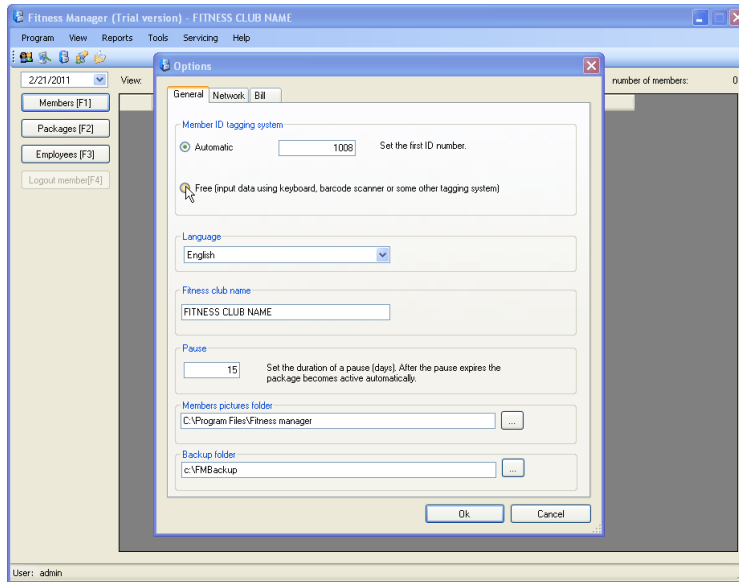 Fitness Manager (Trial version) - FITNESS CLUB NAME
Program View Reports Tools Servicing Help
2/21/2011 View: number of members: 0
Members [F1]
Packages [F2]
Employees [F3]
Logout member[F4]
Options
General Network Bill
Member ID tagging system
Automatic 1008 Set the first ID number.
Free (input data using keyboard, barcode scanner or some other tagging system)
Language
English
Fitness club name
FITNESS CLUB NAME
Pause
15 Set the duration of a pause (days). After the pause expires the
package becomes active automatically.
Members pictures folder
C:\Program Files\Fitness manager ...
Backup folder
c:\FMBackup ...
Ok Cancel
User: admin